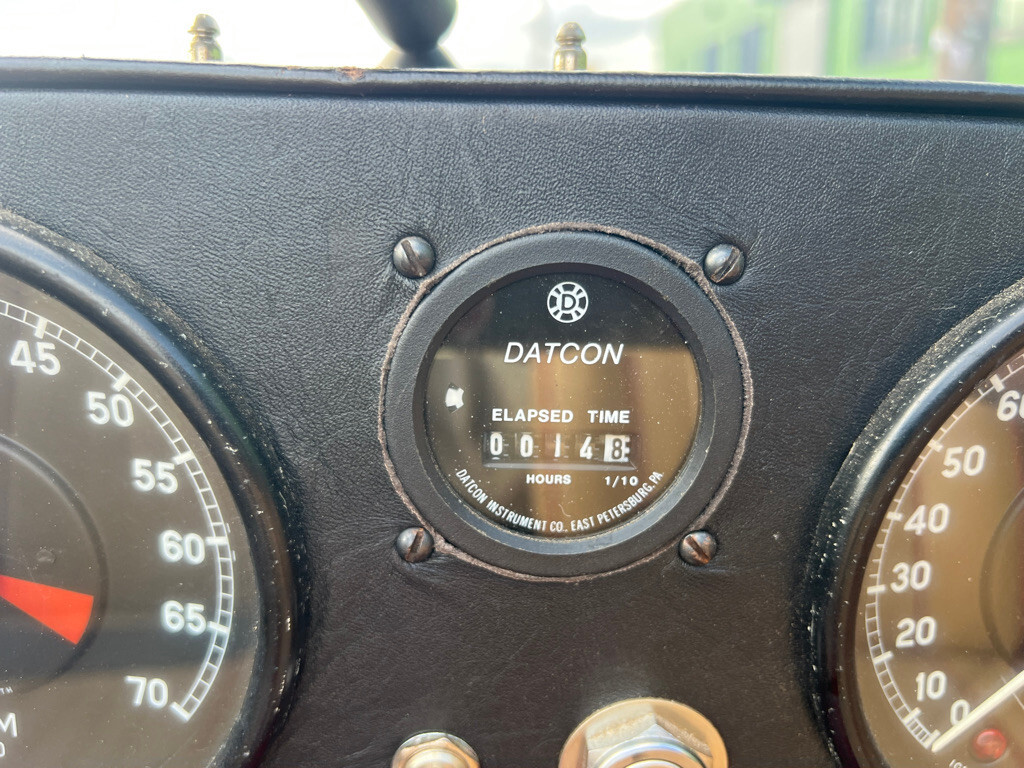 D
DATCON
ELAPSED TIME
0 0 1 4 8
HOURS 1/10
DATCON INSTRUMENT CO., EAST PETERSBURG, PA.
45
50
55
60
65
70
60
50
40
30
20
10
0